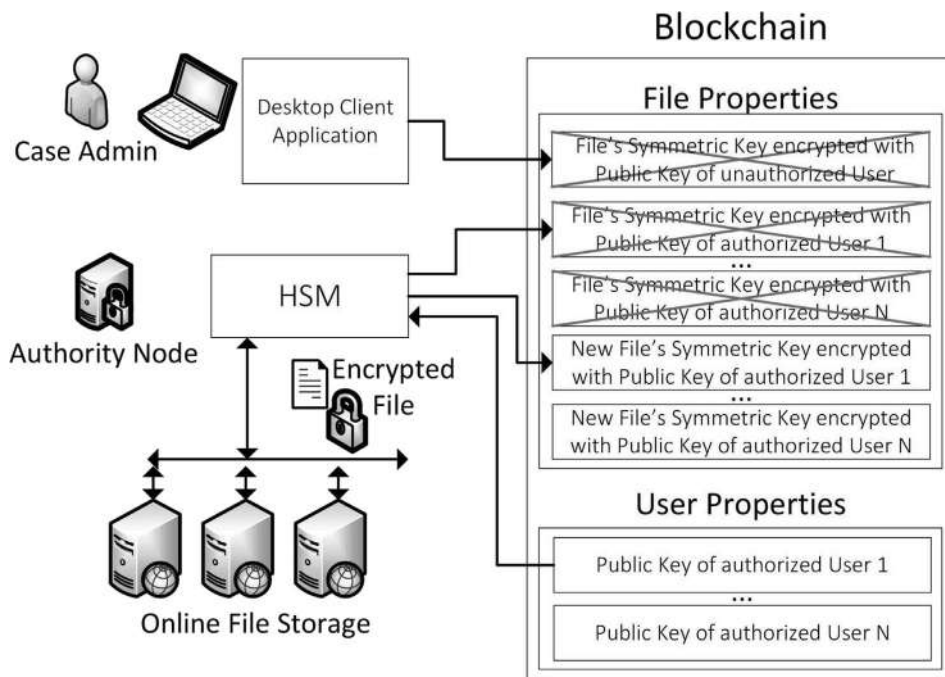 Blockchain
Case Admin
Desktop Client
Application
File Properties
File's Symmetric Key encrypted with
Public Key of unauthorized User
File's Symmetric Key encrypted with
Public Key of authorized User 1
...
File's Symmetric Key encrypted with
Public Key of authorized User N
New File's Symmetric Key encrypted
with Public Key of authorized User 1
...
New File's Symmetric Key encrypted
with Public Key of authorized User N
Authority Node
HSM
Encrypted
File
Online File Storage
User Properties
Public Key of authorized User 1
...
Public Key of authorized User N